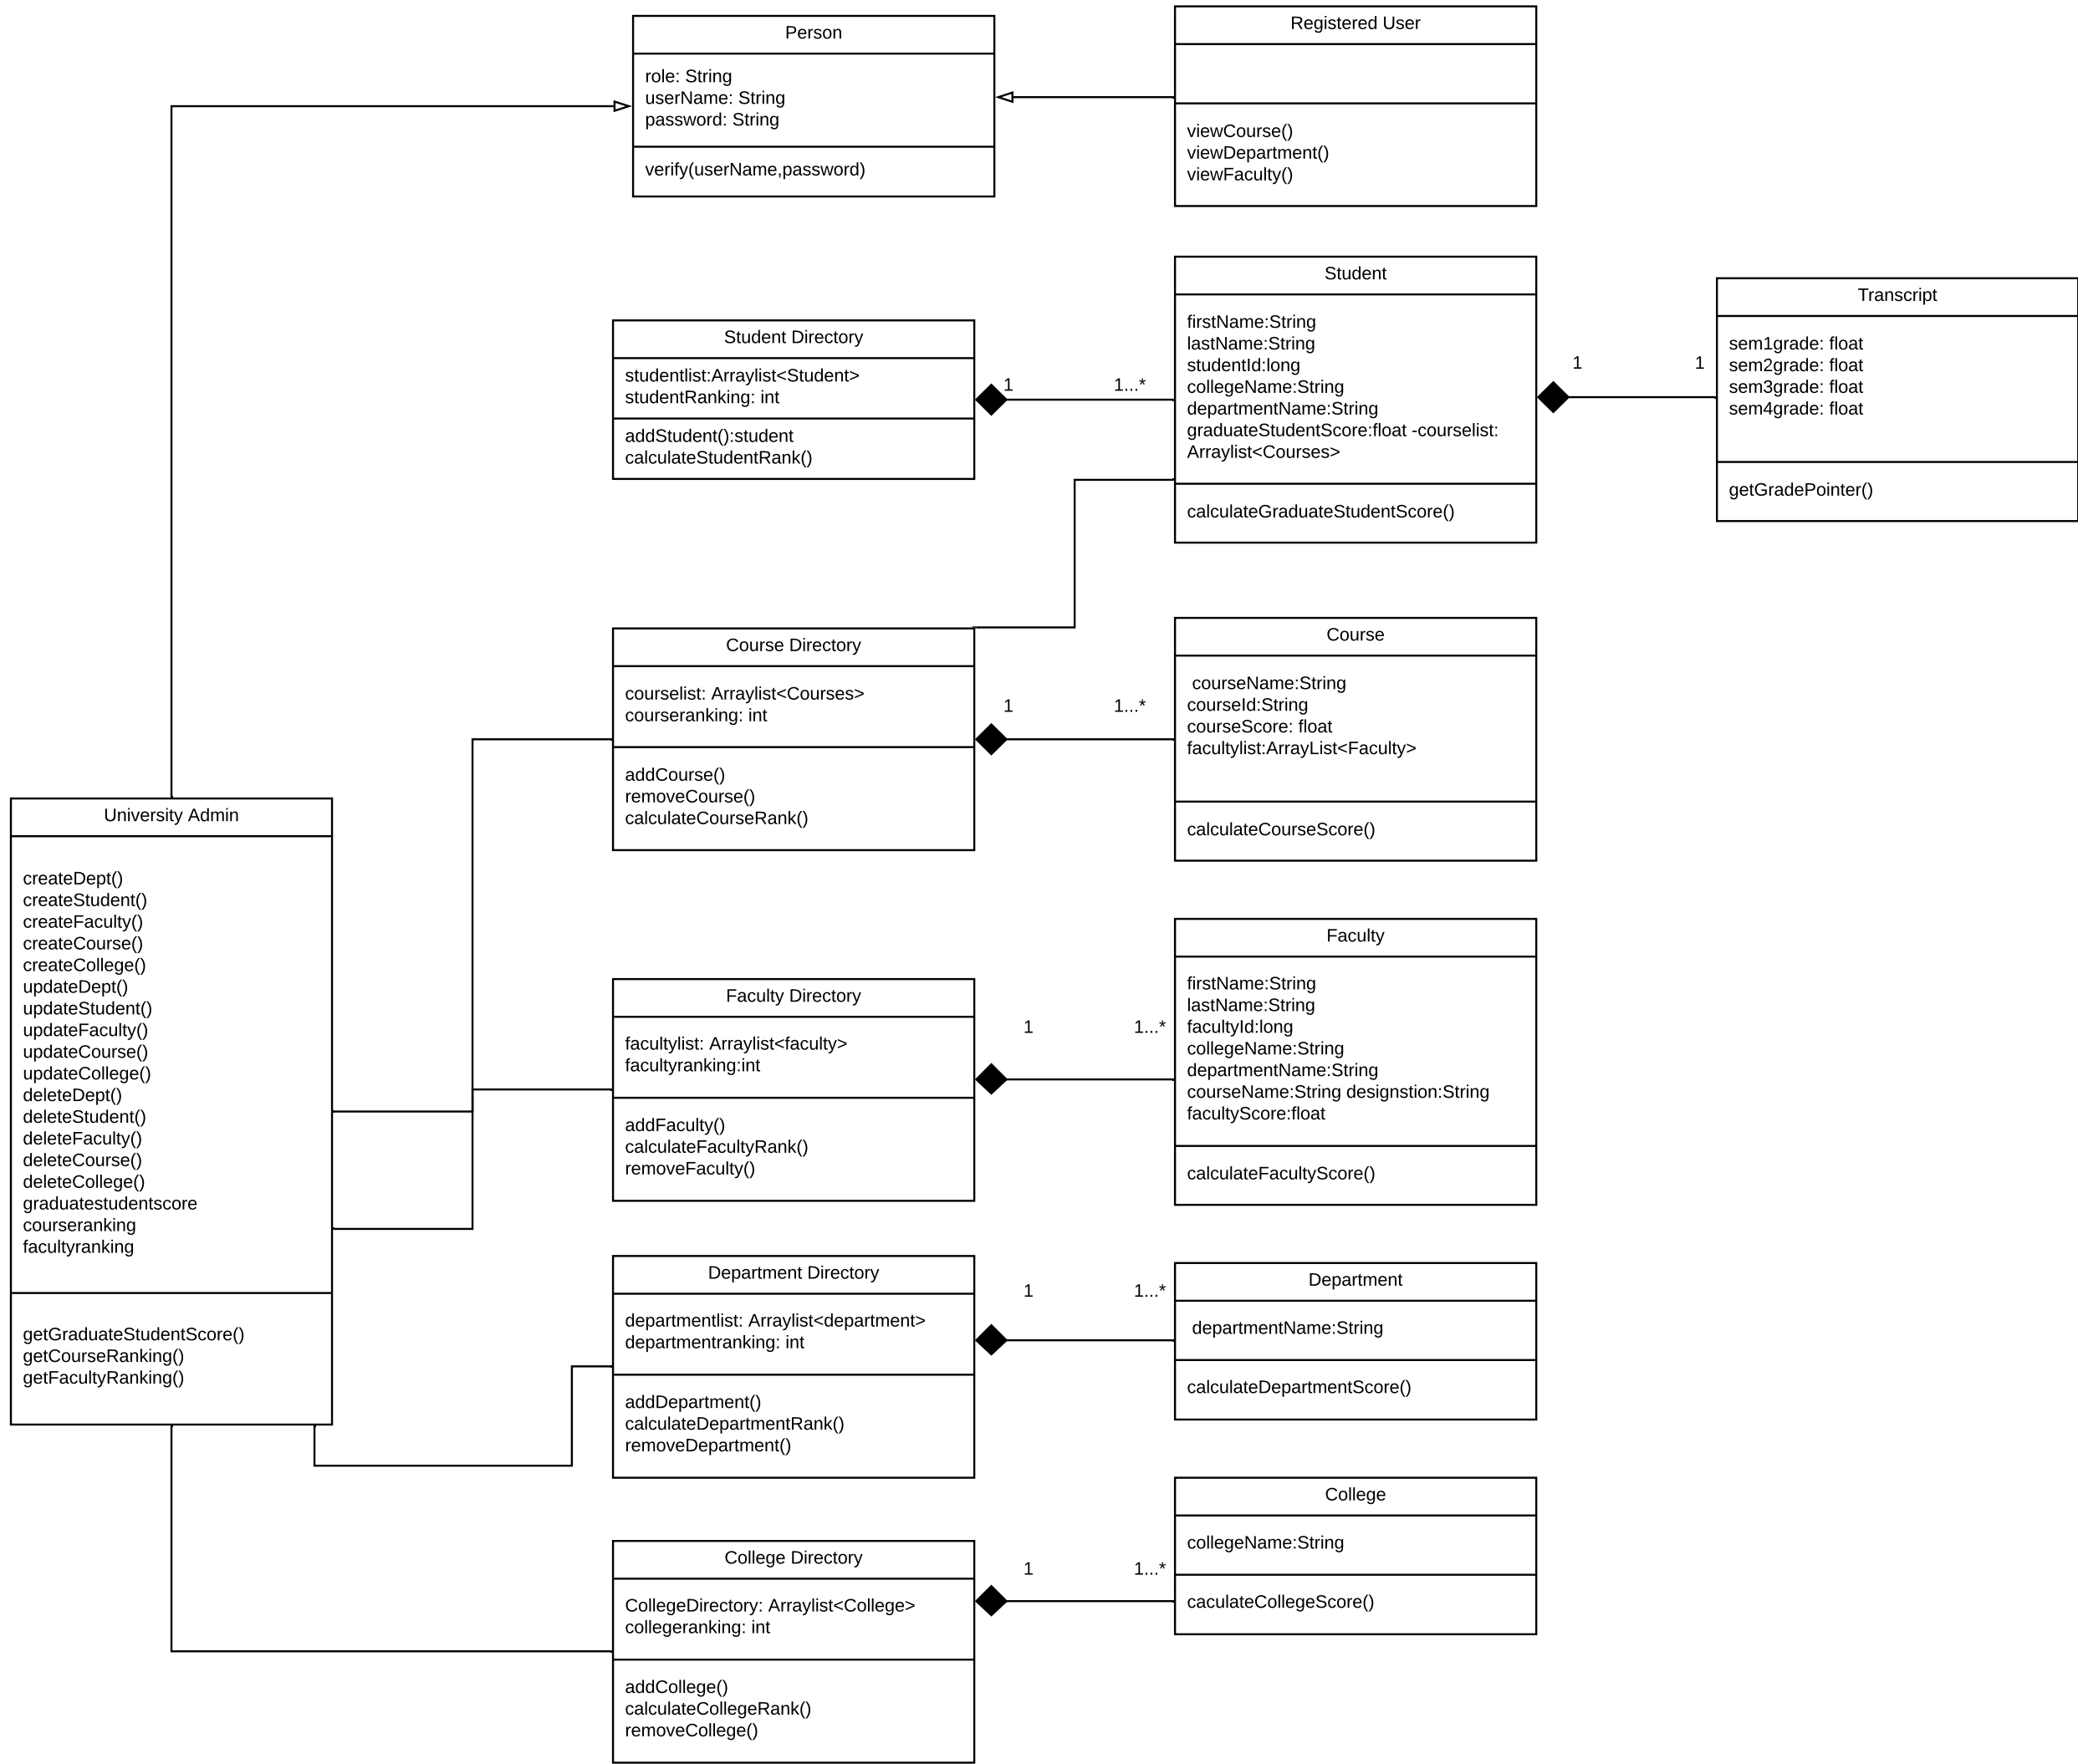 Person
role: String
userName: String
password: String
verify(userName,password)
Registered User
viewCourse()
viewDepartment()
viewFaculty()
Student Directory
studentlist:Arraylist<Student>
studentRanking: int
addStudent():student
calculateStudentRank()
1
1...*
Student
firstName:String
lastName:String
studentId:long
collegeName:String
departmentName:String
graduateStudentScore:float -courselist:
Arraylist<Courses>
calculateGraduateStudentScore()
1
1
Transcript
sem1grade: float
sem2grade: float
sem3grade: float
sem4grade: float
getGradePointer()
Course Directory
courselist: Arraylist<Courses>
courseranking: int
addCourse()
removeCourse()
calculateCourseRank()
1
1...*
Course
courseName:String
courseId:String
courseScore: float
facultylist:ArrayList<Faculty>
calculateCourseScore()
University Admin
createDept()
createStudent()
createFaculty()
createCourse()
createCollege()
updateDept()
updateStudent()
updateFaculty()
updateCourse()
updateCollege()
deleteDept()
deleteStudent()
deleteFaculty()
deleteCourse()
deleteCollege()
graduatestudentscore
courseranking
facultyranking
getGraduateStudentScore()
getCourseRanking()
getFacultyRanking()
Faculty Directory
facultylist: Arraylist<faculty>
facultyranking:int
addFaculty()
calculateFacultyRank()
removeFaculty()
1
1...*
Faculty
firstName:String
lastName:String
facultyId:long
collegeName:String
departmentName:String
courseName:String designstion:String
facultyScore:float
calculateFacultyScore()
Department Directory
departmentlist: Arraylist<department>
departmentranking: int
addDepartment()
calculateDepartmentRank()
removeDepartment()
1
1...*
Department
departmentName:String
calculateDepartmentScore()
College Directory
CollegeDirectory: Arraylist<College>
collegeranking: int
addCollege()
calculateCollegeRank()
removeCollege()
1
1...*
College
collegeName:String
caculateCollegeScore()